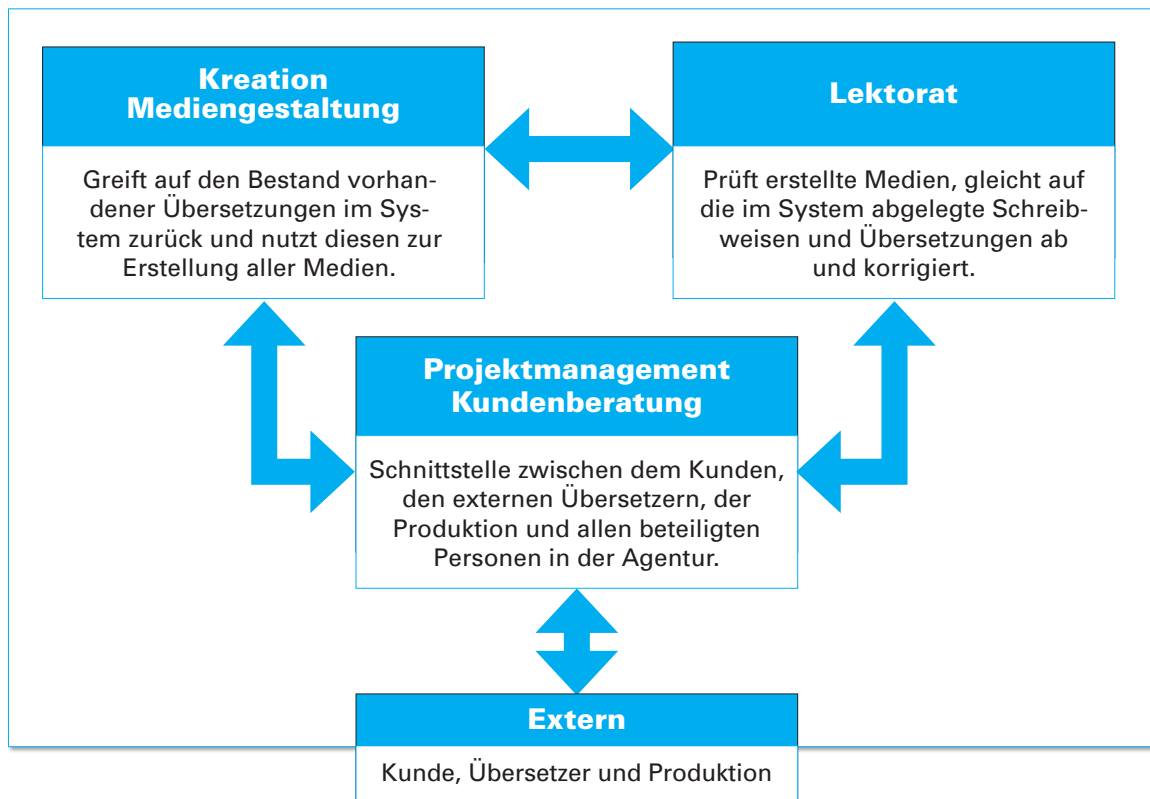 Kreation
Mediengestaltung
Greift auf den Bestand vorhan-
dener Übersetzungen im Sys-
tem zurück und nutzt diesen zur
Erstellung aller Medien.
Lektorat
Prüft erstellte Medien, gleicht auf
die im System abgelegte Schreib-
weisen und Übersetzungen ab
und korrigiert.
Projektmanagement
Kundenberatung
Schnittstelle zwischen dem Kunden,
den externen Übersetzern, der
Produktion und allen beteiligten
Personen in der Agentur.
Extern
Kunde, Übersetzer und Produktion